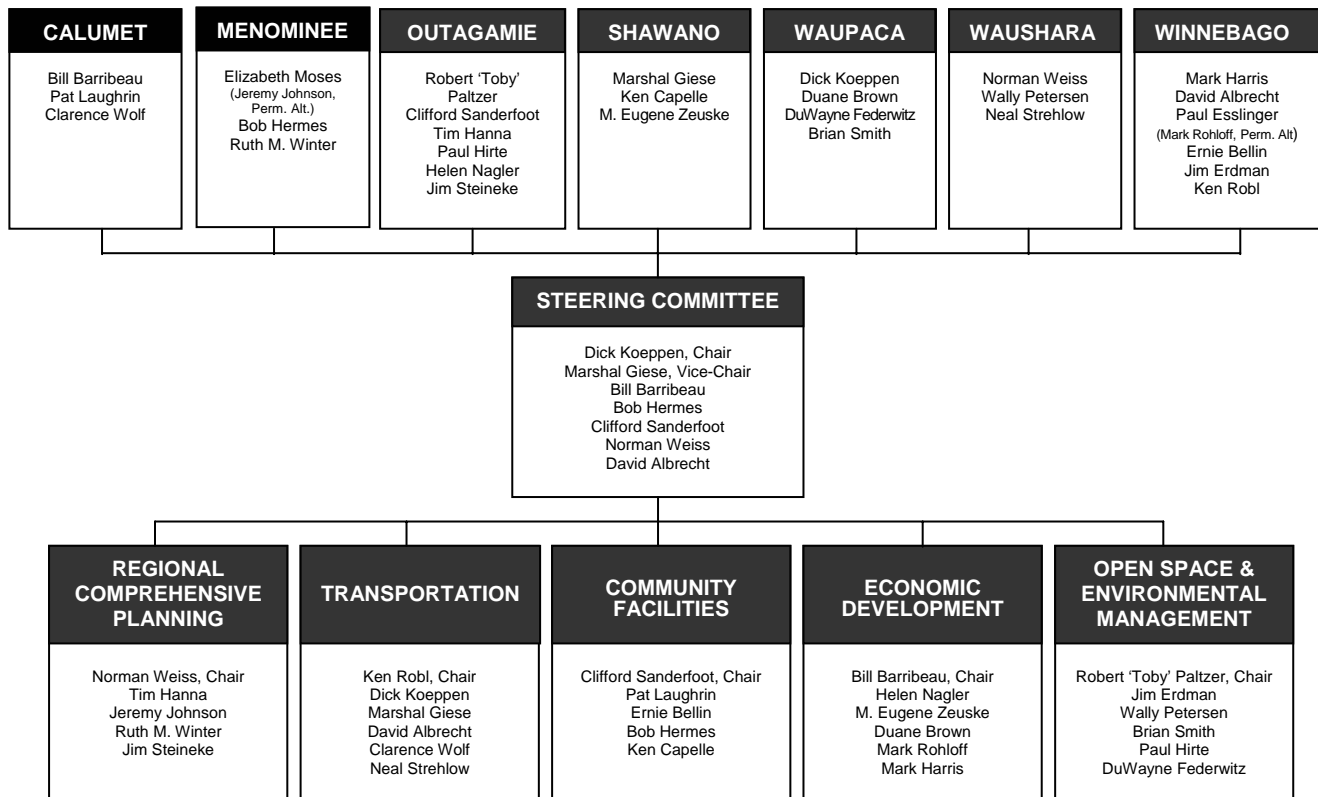 CALUMET
Bill Barribeau
Pat Laughrin
Clarence Wolf
MENOMINEE
Elizabeth Moses
(Jeremy Johnson,
Perm. Alt.)
Bob Hermes
Ruth M. Winter
OUTAGAMIE
Robert ‘Toby’
Paltzer
Clifford Sanderfoot
Tim Hanna
Paul Hirte
Helen Nagler
Jim Steineke
SHAWANO
Marshal Giese
Ken Capelle
M. Eugene Zeuske
WAUPACA
Dick Koeppen
Duane Brown
DuWayne Federwitz
Brian Smith
WAUSHARA
Norman Weiss
Wally Petersen
Neal Strehlow
WINNEBAGO
Mark Harris
David Albrecht
Paul Esslinger
(Mark Rohloff, Perm. Alt)
Ernie Bellin
Jim Erdman
Ken Robl
STEERING COMMITTEE
Dick Koeppen, Chair
Marshal Giese, Vice-Chair
Bill Barribeau
Bob Hermes
Clifford Sanderfoot
Norman Weiss
David Albrecht
REGIONAL
COMPREHENSIVE
PLANNING
Norman Weiss, Chair
Tim Hanna
Jeremy Johnson
Ruth M. Winter
Jim Steineke
TRANSPORTATION
Ken Robl, Chair
Dick Koeppen
Marshal Giese
David Albrecht
Clarence Wolf
Neal Strehlow
COMMUNITY
FACILITIES
Clifford Sanderfoot, Chair
Pat Laughrin
Ernie Bellin
Bob Hermes
Ken Capelle
ECONOMIC
DEVELOPMENT
Bill Barribeau, Chair
Helen Nagler
M. Eugene Zeuske
Duane Brown
Mark Rohloff
Mark Harris
OPEN SPACE &
ENVIRONMENTAL
MANAGEMENT
Robert ‘Toby’ Paltzer, Chair
Jim Erdman
Wally Petersen
Brian Smith
Paul Hirte
DuWayne Federwitz